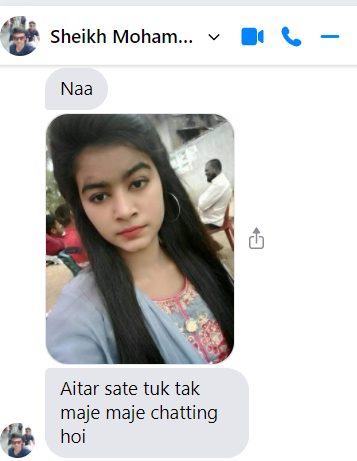 Sheikh Moham...
Naa
Aitar sate tuk tak
maje maje chatting
hoi